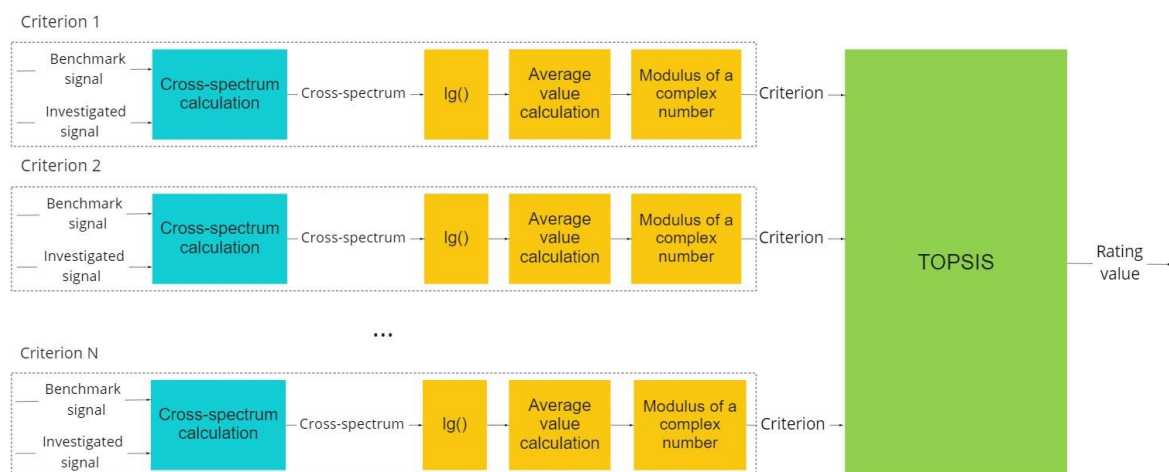 Criterion 1
Benchmark
signal
Investigated
signal
Cross-spectrum
calculation
Cross-spectrum
lg()
Average
value
calculation
Modulus of a
complex
number
Criterion
Criterion 2
Benchmark
signal
Investigated
signal
Cross-spectrum
calculation
Cross-spectrum
lg()
Average
value
calculation
Modulus of a
complex
number
Criterion
TOPSIS
Rating
value
...
Criterion N
Benchmark
signal
Investigated
signal
Cross-spectrum
calculation
Cross-spectrum
lg()
Average
value
calculation
Modulus of a
complex
number
Criterion